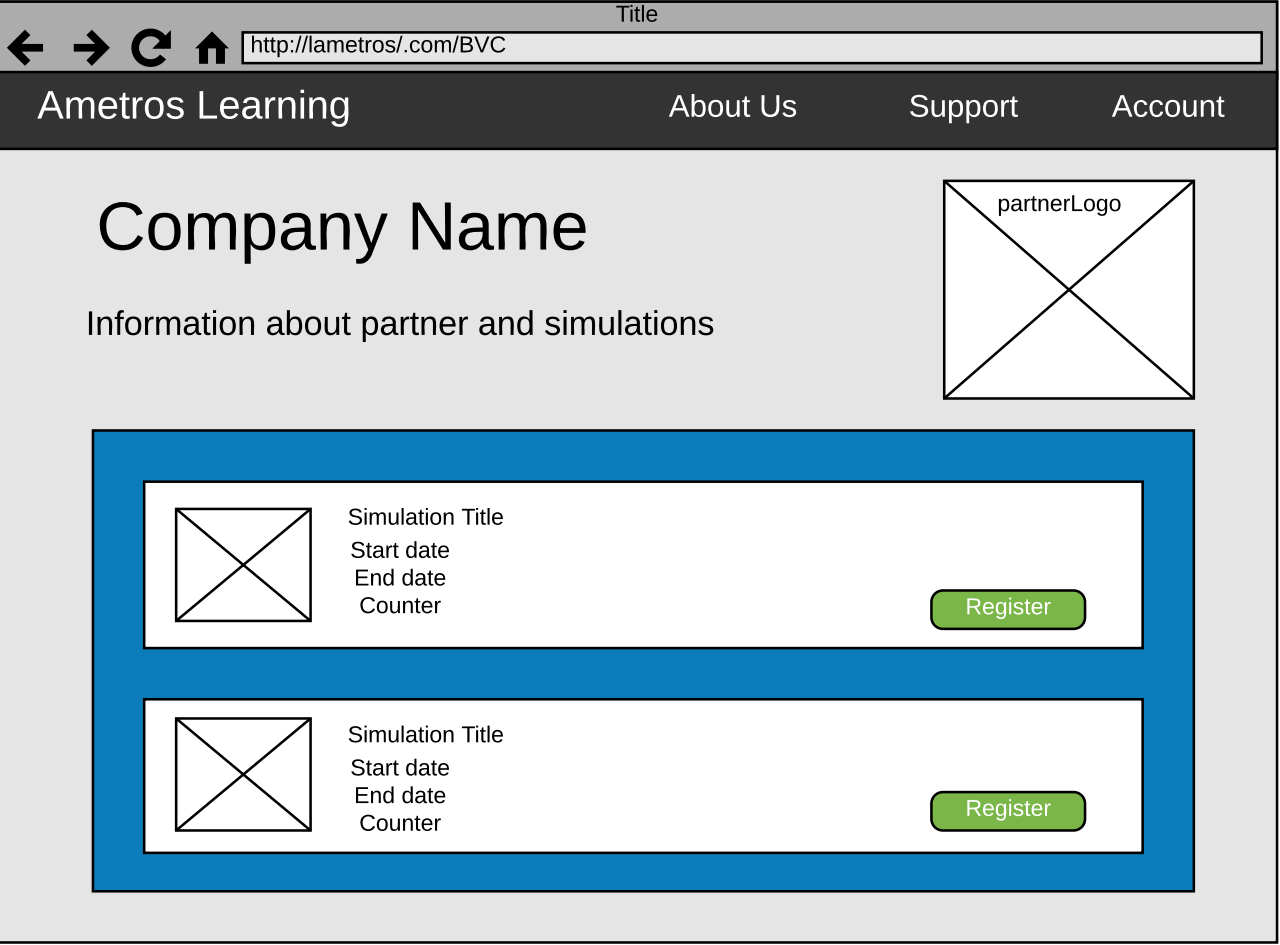 Title
http://lametros/.com/BVC
Ametros Learning
About Us
Support
Account
Company Name
partnerLogo
Information about partner and simulations
Simulation Title
Start date
End date
Counter
Register
Simulation Title
Start date
End date
Counter
Register